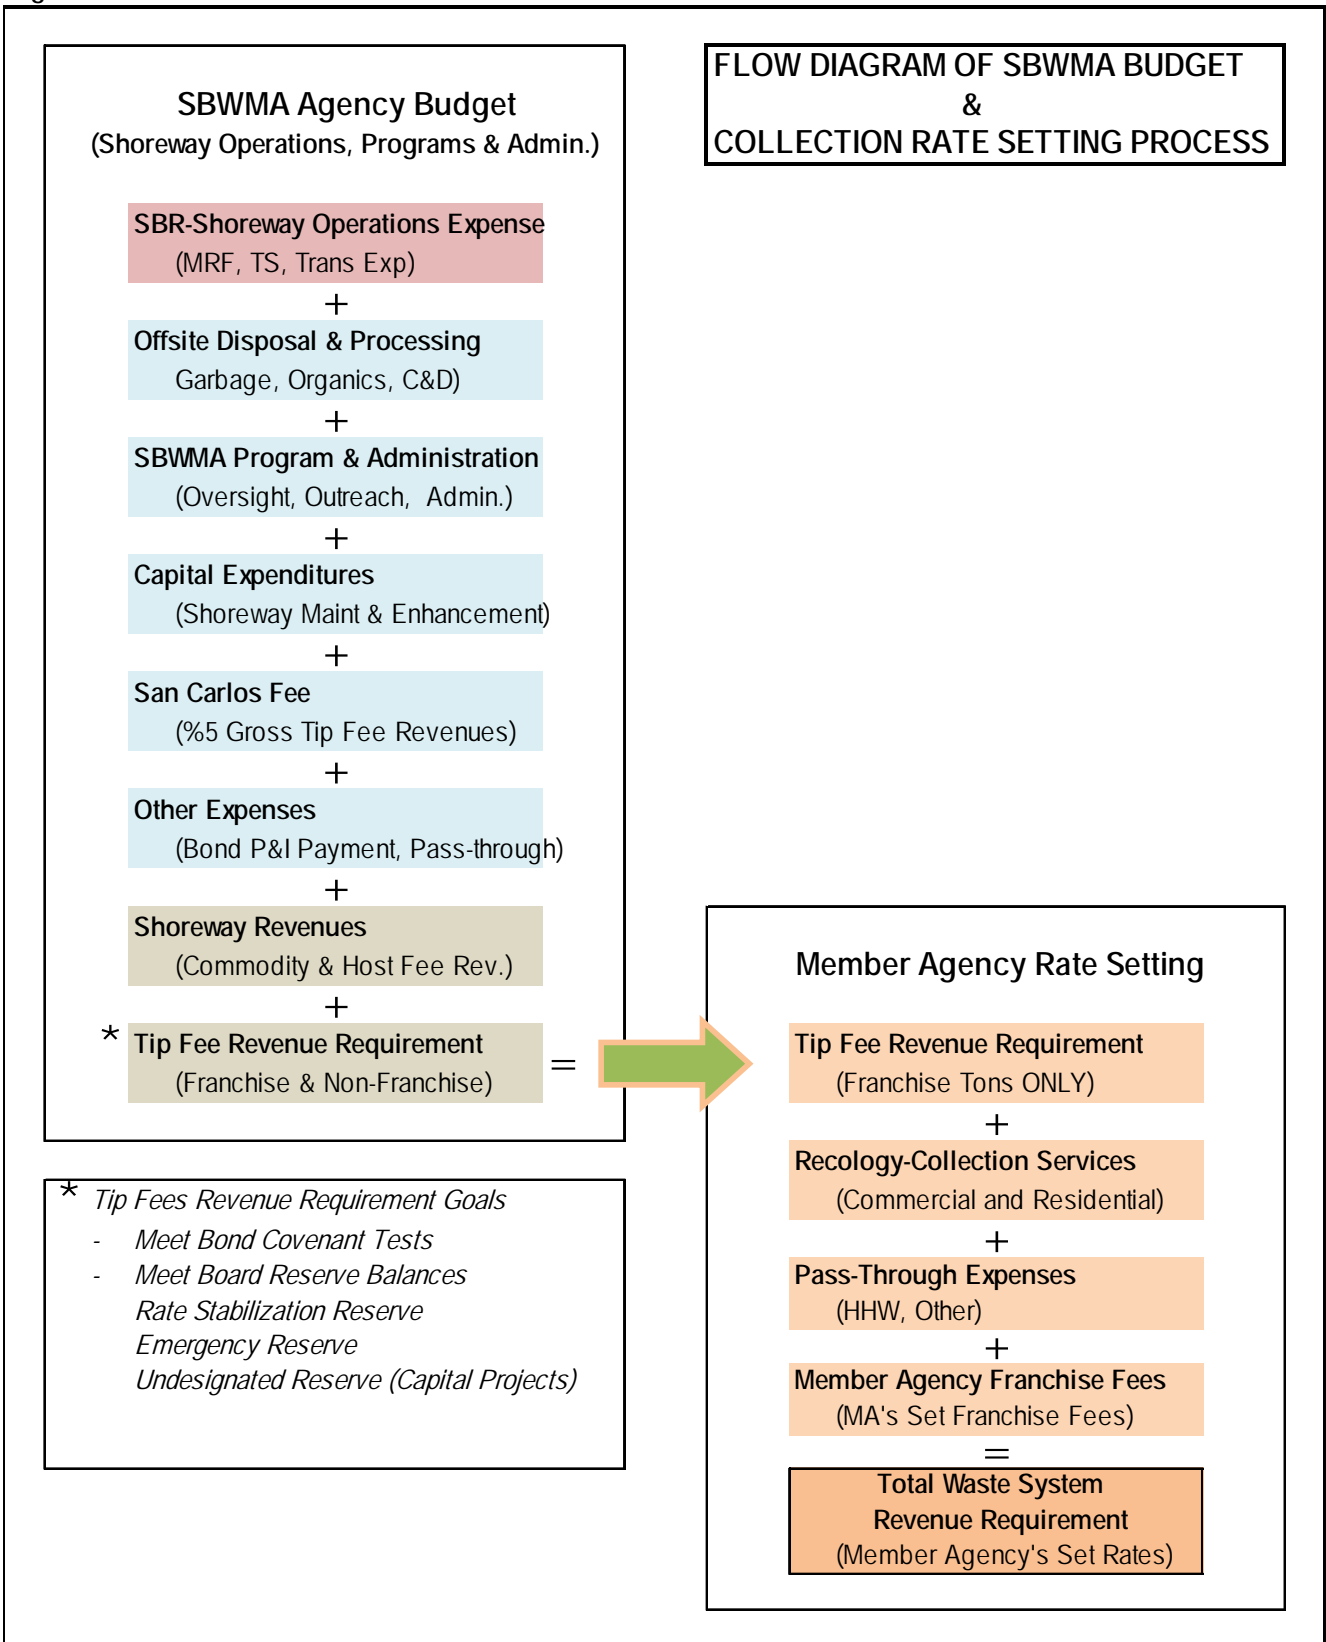 FLOW DIAGRAM OF SBWMA BUDGET
&
COLLECTION RATE SETTING PROCESS
SBWMA Agency Budget
(Shoreway Operations, Programs & Admin.)
SBR-Shoreway Operations Expense
(MRF, TS, Trans Exp)
+
Offsite Disposal & Processing
Garbage, Organics, C&D)
+
SBWMA Program & Administration
(Oversight, Outreach, Admin.)
+
Capital Expenditures
(Shoreway Maint & Enhancement)
+
San Carlos Fee
(%5 Gross Tip Fee Revenues)
+
Other Expenses
(Bond P&I Payment, Pass-through)
+
Shoreway Revenues
(Commodity & Host Fee Rev.)
+
* Tip Fee Revenue Requirement
(Franchise & Non-Franchise)
=
* Tip Fees Revenue Requirement Goals
- Meet Bond Covenant Tests
- Meet Board Reserve Balances
Rate Stabilization Reserve
Emergency Reserve
Undesignated Reserve (Capital Projects)
Member Agency Rate Setting
Tip Fee Revenue Requirement
(Franchise Tons ONLY)
+
Recology-Collection Services
(Commercial and Residential)
+
Pass-Through Expenses
(HHW, Other)
+
Member Agency Franchise Fees
(MA's Set Franchise Fees)
=
Total Waste System
Revenue Requirement
(Member Agency's Set Rates)